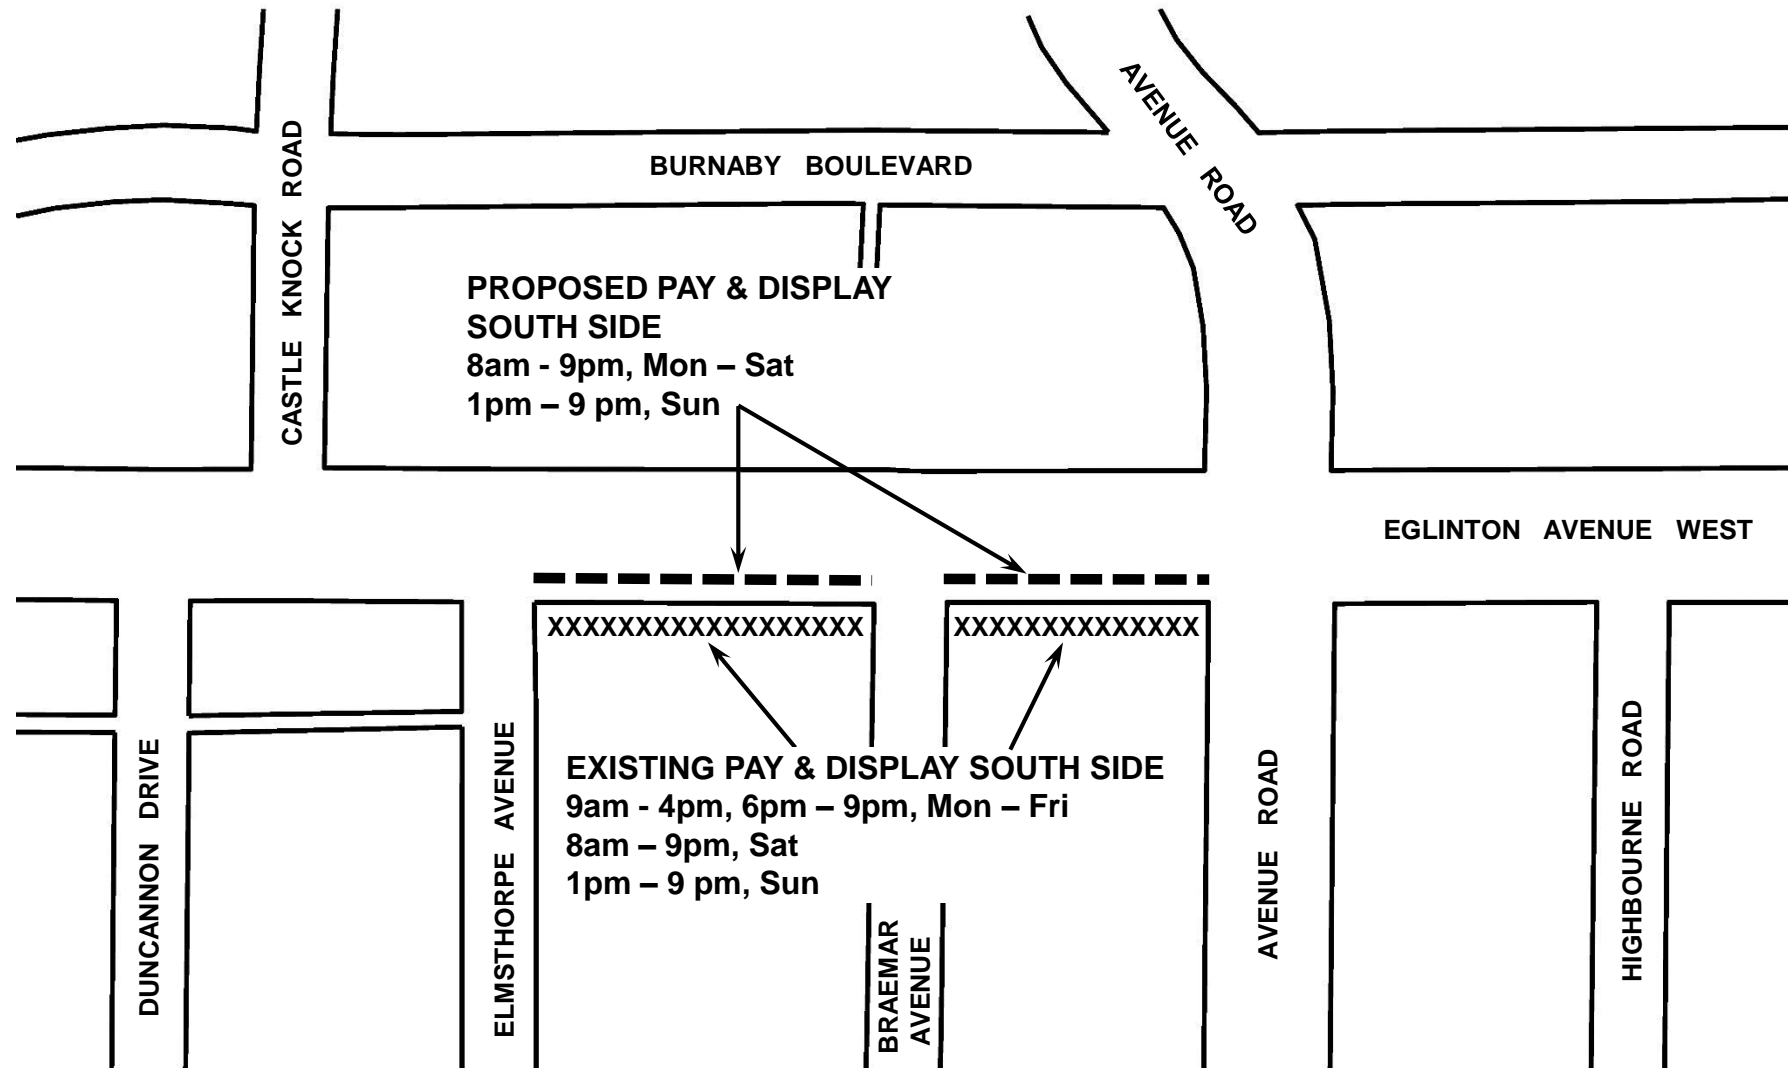 AVENUE ROAD
BURNABY BOULEVARD
CASTLE KNOCK ROAD
PROPOSED PAY & DISPLAY
SOUTH SIDE
8am - 9pm, Mon – Sat
1pm – 9 pm, Sun
EGLINTON AVENUE WEST
XXXXXXXXXXXXXXXXXX
XXXXXXXXXXXXXX
EXISTING PAY & DISPLAY SOUTH SIDE
9am - 4pm, 6pm – 9pm, Mon – Fri
8am – 9pm, Sat
1pm – 9 pm, Sun
DUNCANNON DRIVE
ELMSTHORPE AVENUE
BRAEMAR
AVENUE
AVENUE ROAD
HIGHBOURNE ROAD